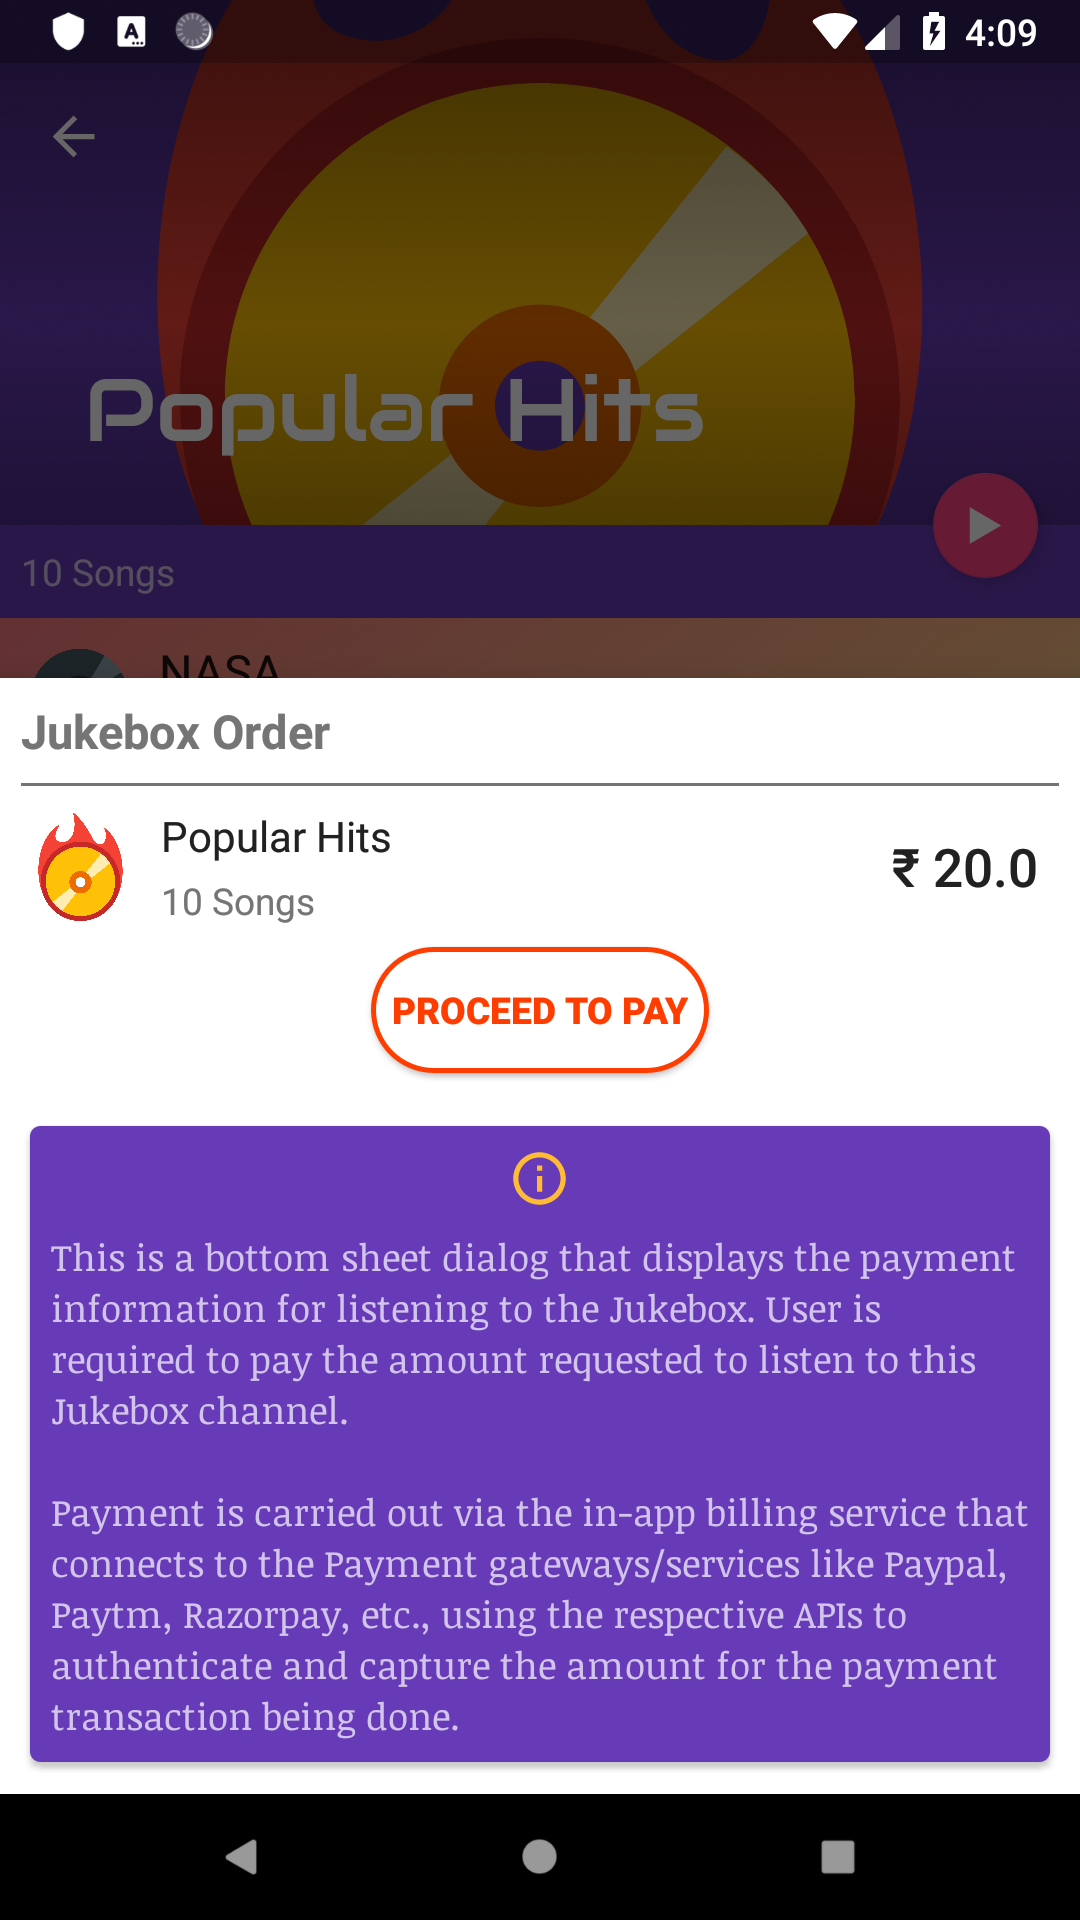 4:09
Popular Hits
10 Songs
NASA
Jukebox Order
Popular Hits
10 Songs
₹ 20.0
PROCEED TO PAY
This is a bottom sheet dialog that displays the payment
information for listening to the Jukebox. User is
required to pay the amount requested to listen to this
Jukebox channel.
Payment is carried out via the in-app billing service that
connects to the Payment gateways/services like Paypal,
Paytm, Razorpay, etc., using the respective APIs to
authenticate and capture the amount for the payment
transaction being done.